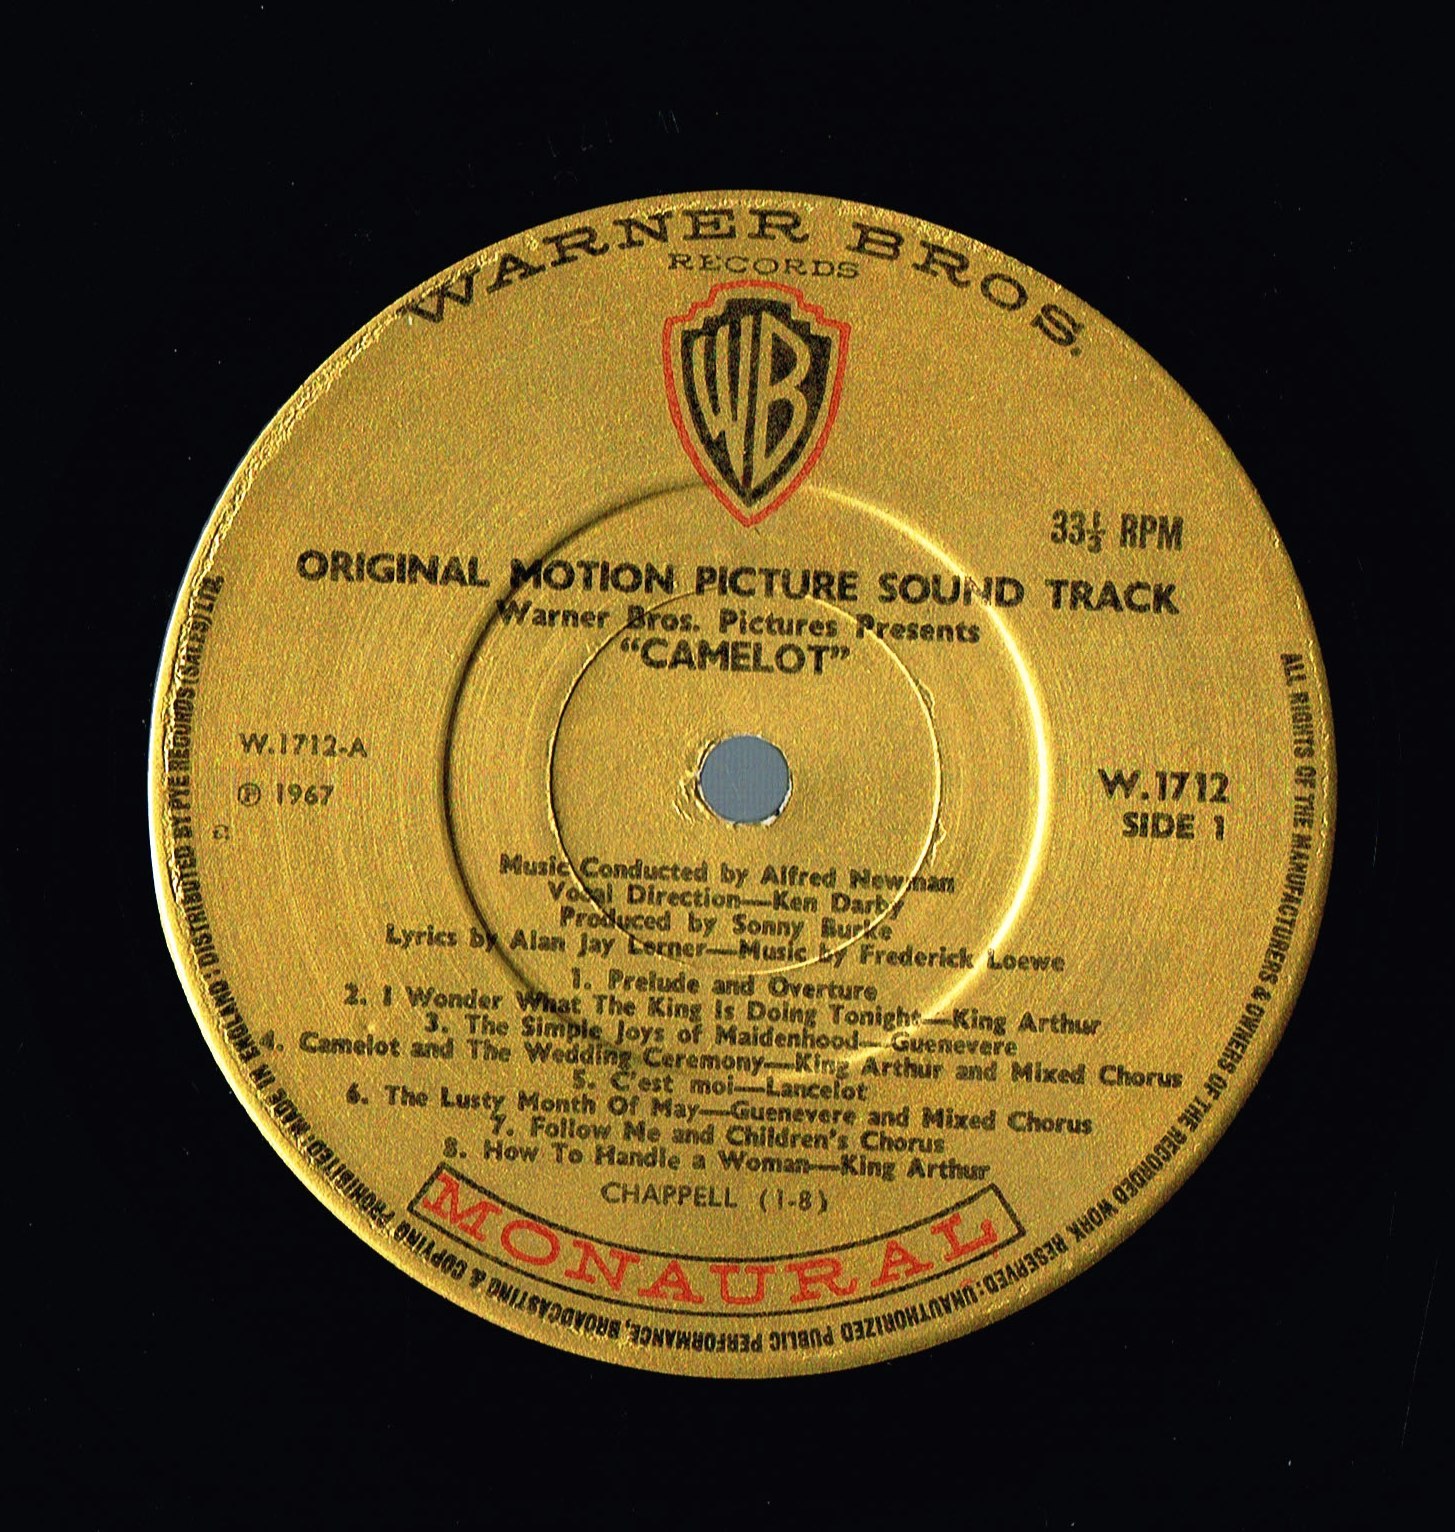 WARNER BROS.
RECORDS
WB
33⅓ RPM
ORIGINAL MOTION PICTURE SOUND TRACK
Warner Bros. Pictures Presents
"CAMELOT"
W.1712-A
℗ 1967
W.1712
SIDE 1
Music Conducted by Alfred Newman
Vocal Direction—Ken Darby
Produced by Sonny Burke
Lyrics by Alan Jay Lerner—Music by Frederick Loewe
1. Prelude and Overture
2. I Wonder What The King Is Doing Tonight—King Arthur
3. The Simple Joys of Maidenhood—Guenevere
4. Camelot and The Wedding Ceremony—King Arthur and Mixed Chorus
5. C'est moi—Lancelot
6. The Lusty Month Of May—Guenevere and Mixed Chorus
7. Follow Me and Children's Chorus
8. How To Handle a Woman—King Arthur
CHAPPELL (1-8)
MONAURAL
ALL RIGHTS OF THE MANUFACTURERS & OWNERS OF THE RECORDED WORK RESERVED: UNAUTHORIZED PUBLIC PERFORMANCE, BROADCASTING & COPYING PROHIBITED: MADE IN ENGLAND: DISTRIBUTED BY PYE RECORDS (SALES) LTD.